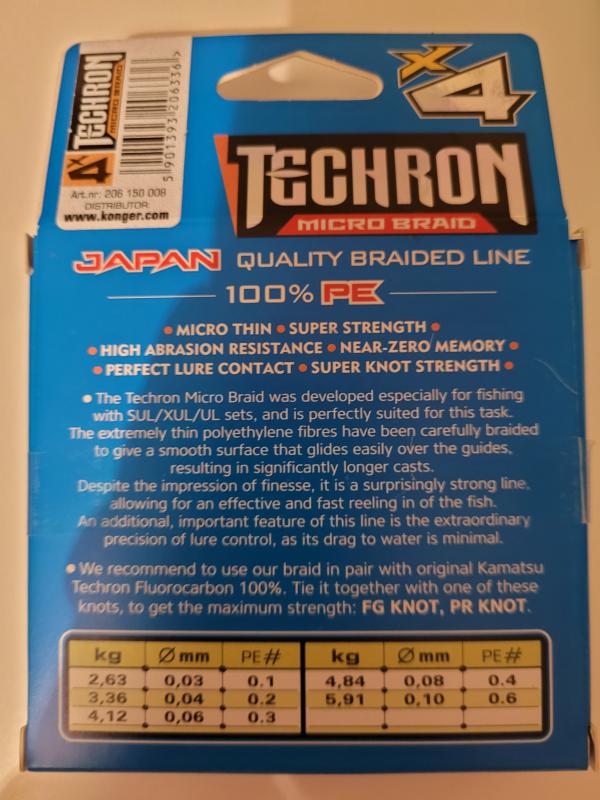 x4
TECHRON
MICRO BRAID
X4
5 901393 206336 >
Art.nr: 206 150 008
DISTRIBUTOR:
www.konger.com
TECHRON
MICRO BRAID
JAPAN QUALITY BRAIDED LINE
100% PE
• MICRO THIN • SUPER STRENGTH •
• HIGH ABRASION RESISTANCE • NEAR-ZERO MEMORY •
• PERFECT LURE CONTACT • SUPER KNOT STRENGTH •
• The Techron Micro Braid was developed especially for fishing
with SUL/XUL/UL sets, and is perfectly suited for this task.
The extremely thin polyethylene fibres have been carefully braided
to give a smooth surface that glides easily over the guides,
resulting in significantly longer casts.
Despite the impression of finesse, it is a surprisingly strong line,
allowing for an effective and fast reeling in of the fish.
An additional, important feature of this line is the extraordinary
precision of lure control, as its drag to water is minimal.
• We recommend to use our braid in pair with original Kamatsu
Techron Fluorocarbon 100%. Tie it together with one of these
knots, to get the maximum strength: FG KNOT, PR KNOT.
kg Ømm PE# kg Ømm PE#
2,63 0,03 0.1 4,84 0,08 0.4
3,36 0,04 0.2 5,91 0,10 0.6
4,12 0,06 0.3